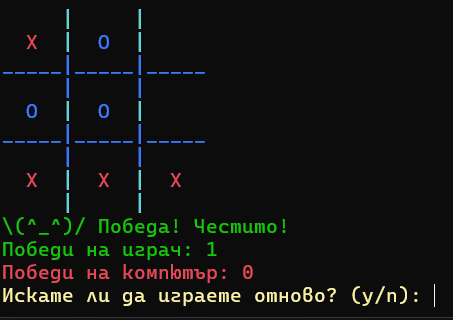 X O
O O
X X X
\(^_^)/ Победа! Честито!
Победи на играч: 1
Победи на компютър: 0
Искате ли да играете отново? (y/n):